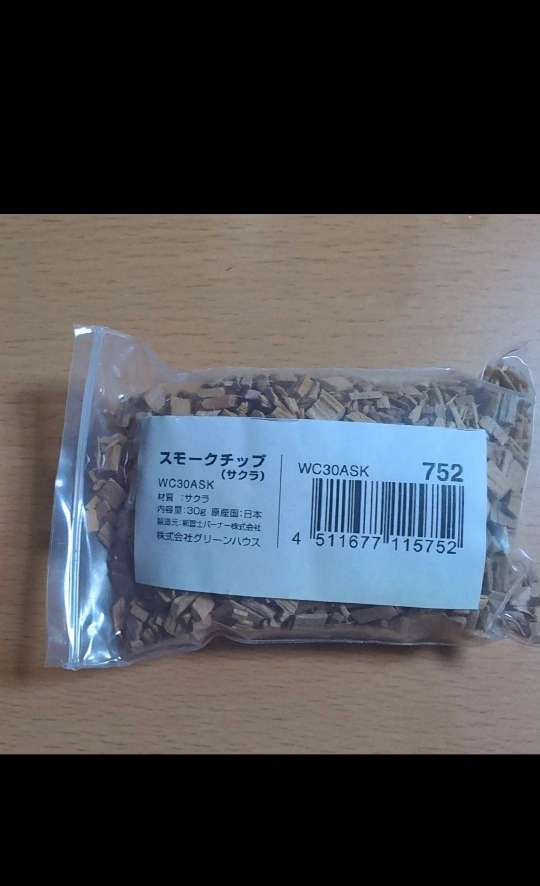 スモークチップ
(サクラ)
WC30ASK
材質 :サクラ
内容量:30g 原産国:日本
製造元:新富士バーナー株式会社
株式会社グリーンハウス
WC30ASK
752
4 511677 115752